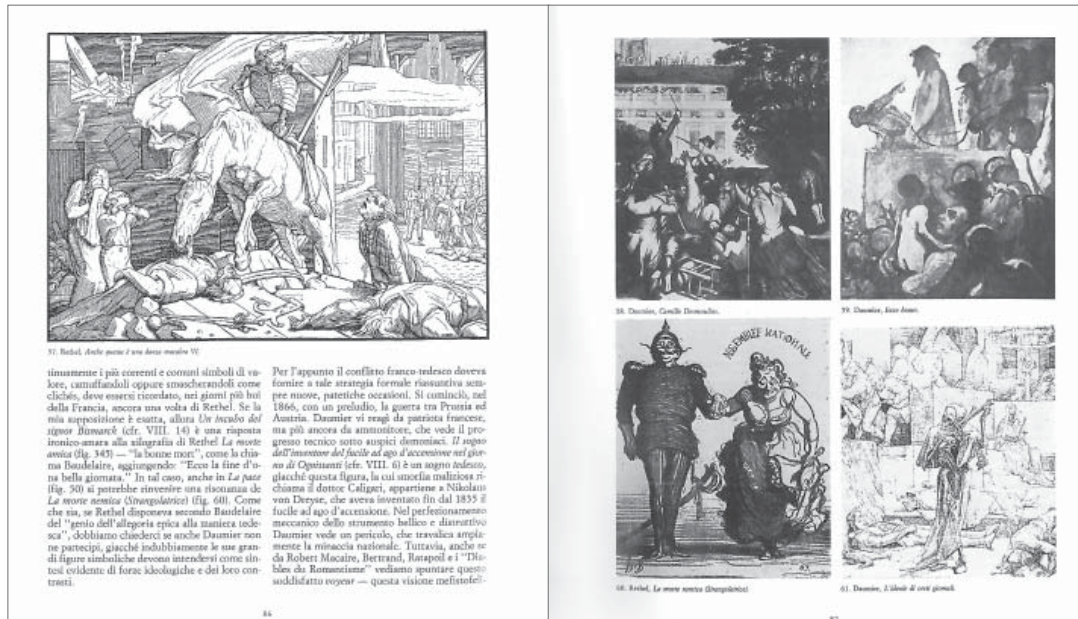 57. Rethel, Anche questa è una danza macabra VI.
tinuamente i più correnti e comuni simboli di va-
lore, camuffandoli oppure smascherandoli come
clichés, deve essersi ricordato, nei giorni più bui
della Francia, ancora una volta di Rethel. Se la
mia supposizione è esatta, allora Un incubo del
signor Bismarck (cfr. VIII. 14) è una risposta
ironico-amara alla xilografia di Rethel La morte
amica (fig. 345) — "la bonne mort", come la chia-
ma Baudelaire, aggiungendo: "Ecco la fine d'u-
na bella giornata." In tal caso, anche in La pace
(fig. 50) si potrebbe rinvenire una risonanza de
La morte nemica (Strangolatrice) (fig. 60). Come
che sia, se Rethel disponeva secondo Baudelaire
del "genio dell'allegoria epica alla maniera tede-
sca", dobbiamo chiederci se anche Daumier non
ne partecipi, giacché indubbiamente le sue gran-
di figure simboliche devono intendersi come sin-
tesi evidente di forze ideologiche e dei loro con-
trasti.
Per l'appunto il conflitto franco-tedesco doveva
fornire a tale strategia formale riassuntiva sem-
pre nuove, patetiche occasioni. Si cominciò, nel
1866, con un preludio, la guerra tra Prussia ed
Austria. Daumier vi reagì da patriota francese,
ma più ancora da ammonitore, che vede il pro-
gresso tecnico sotto auspici demoniaci. Il sogno
dell'inventore del fucile ad ago d'accensione nel gior-
no di Ognissanti (cfr. VIII. 6) è un sogno tedesco,
giacché questa figura, la cui smorfia maliziosa ri-
chiama il dottor Caligari, appartiene a Nikolaus
von Dreyse, che aveva inventato fin dal 1835 il
fucile ad ago d'accensione. Nel perfezionamento
meccanico dello strumento bellico e distruttivo
Daumier vede un pericolo, che travalica ampia-
mente la minaccia nazionale. Tuttavia, anche se
da Robert Macaire, Bertrand, Ratapoil e i "Dia-
bles du Romantisme" vediamo spuntare questo
soddisfatto voyeur — questa visione mefistofeli-
86
58. Daumier, Camille Desmoulins.
59. Daumier, Ecce homo.
60. Rethel, La morte nemica (Strangolatrice).
61. Daumier, L'ideale di certi giornali.